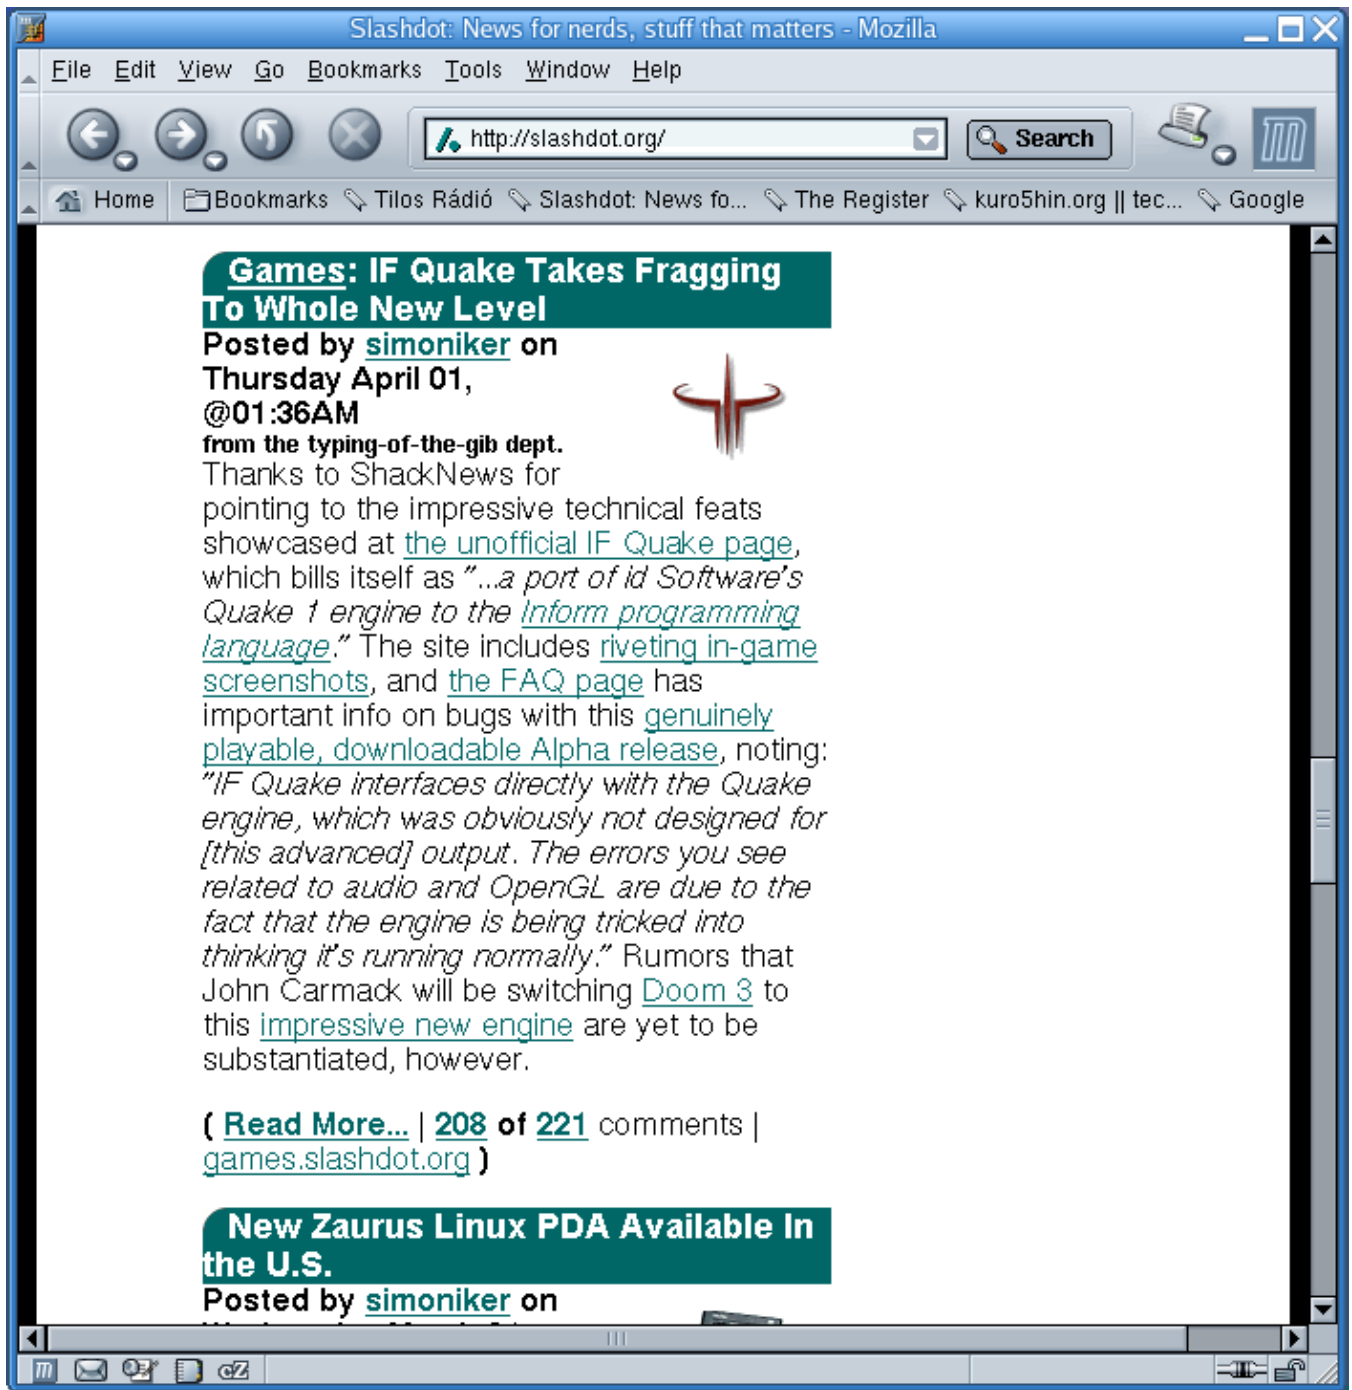 Slashdot: News for nerds, stuff that matters - Mozilla
File Edit View Go Bookmarks Tools Window Help
http://slashdot.org/ Search
Home Bookmarks Tilos Rádió Slashdot: News fo... The Register kuro5hin.org || tec... Google
Games: IF Quake Takes Fragging
To Whole New Level
Posted by simoniker on
Thursday April 01,
@01:36AM
from the typing-of-the-gib dept.
Thanks to ShackNews for
pointing to the impressive technical feats
showcased at the unofficial IF Quake page,
which bills itself as "...a port of id Software's
Quake 1 engine to the Inform programming
language." The site includes riveting in-game
screenshots, and the FAQ page has
important info on bugs with this genuinely
playable, downloadable Alpha release, noting:
"IF Quake interfaces directly with the Quake
engine, which was obviously not designed for
[this advanced] output. The errors you see
related to audio and OpenGL are due to the
fact that the engine is being tricked into
thinking it's running normally." Rumors that
John Carmack will be switching Doom 3 to
this impressive new engine are yet to be
substantiated, however.
( Read More... | 208 of 221 comments |
games.slashdot.org )
New Zaurus Linux PDA Available In
the U.S.
Posted by simoniker on